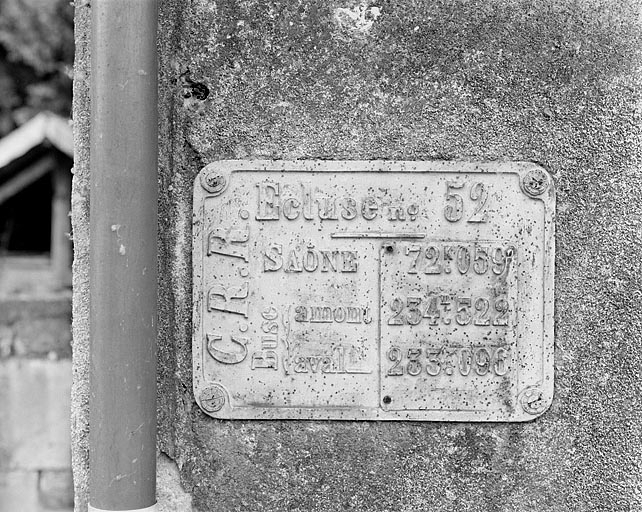 C.R.R.
Ecluse nº 52
SAÔNE 72K059
Buse
amont 234M522
aval 233M096